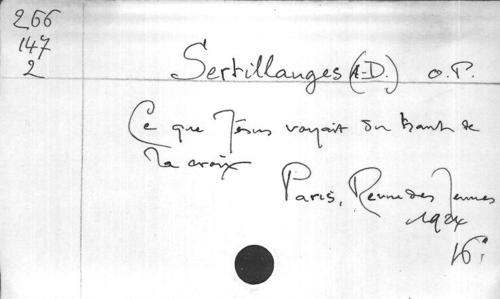 266
147
2
Sertillanges (A-D.) O.P.
Ce que Jésus voyait du haut de
la croix
Paris, Revue des Jeunes
1924
16°